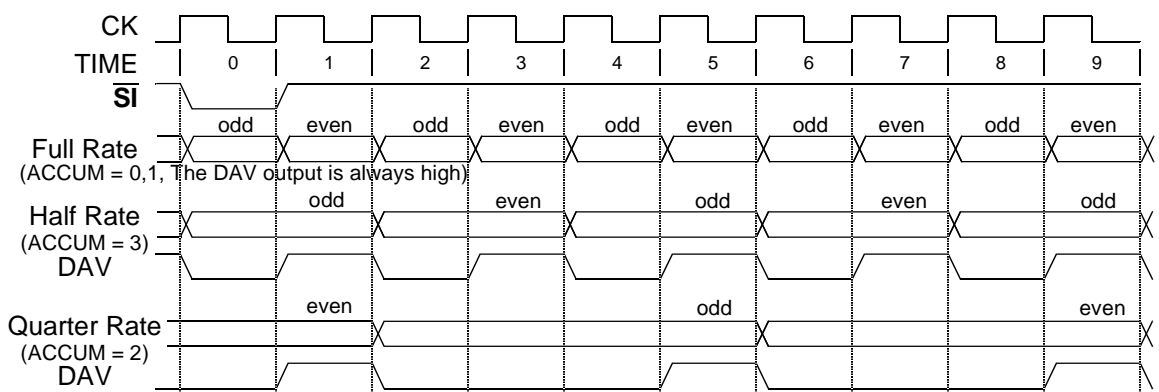 CK
TIME 0 1 2 3 4 5 6 7 8 9
SI
odd even odd even odd even odd even odd even
Full Rate
(ACCUM = 0,1, The DAV output is always high)
odd even odd even odd
Half Rate
(ACCUM = 3)
DAV
even odd even
Quarter Rate
(ACCUM = 2)
DAV